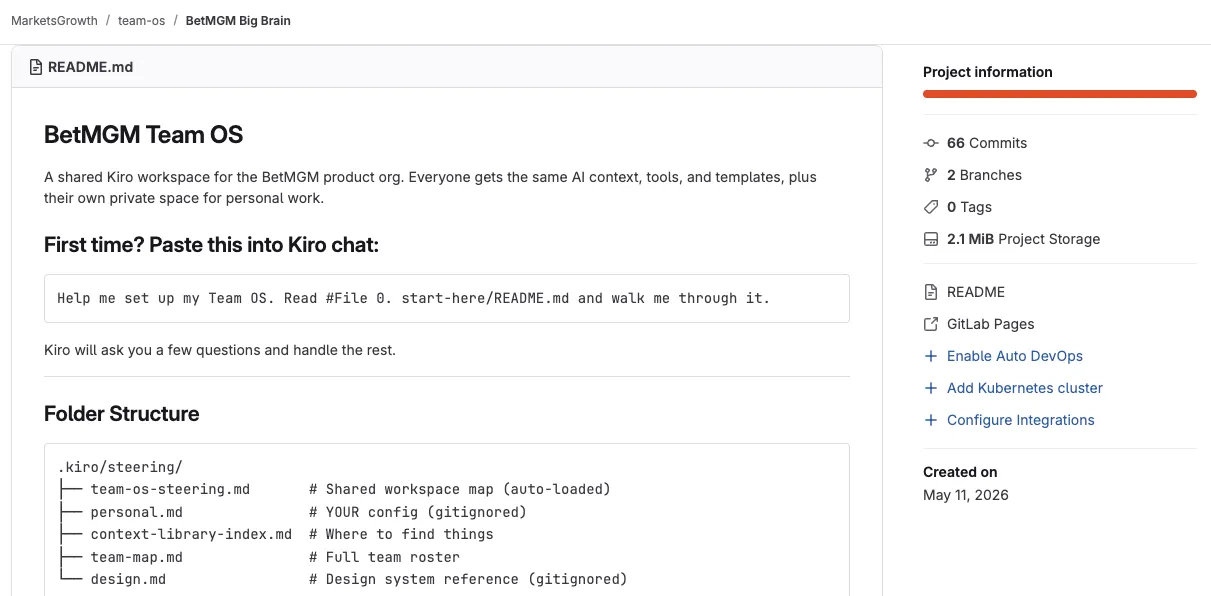 MarketsGrowth / team-os / BetMGM Big Brain
README.md
BetMGM Team OS
A shared Kiro workspace for the BetMGM product org. Everyone gets the same AI context, tools, and templates, plus
their own private space for personal work.
First time? Paste this into Kiro chat:
Help me set up my Team OS. Read #File 0. start-here/README.md and walk me through it.
Kiro will ask you a few questions and handle the rest.
Folder Structure
.kiro/steering/
├── team-os-steering.md       # Shared workspace map (auto-loaded)
├── personal.md               # YOUR config (gitignored)
├── context-library-index.md  # Where to find things
├── team-map.md               # Full team roster
└── design.md                 # Design system reference (gitignored)
Project information
66 Commits
2 Branches
0 Tags
2.1 MiB Project Storage
README
GitLab Pages
+ Enable Auto DevOps
+ Add Kubernetes cluster
+ Configure Integrations
Created on
May 11, 2026